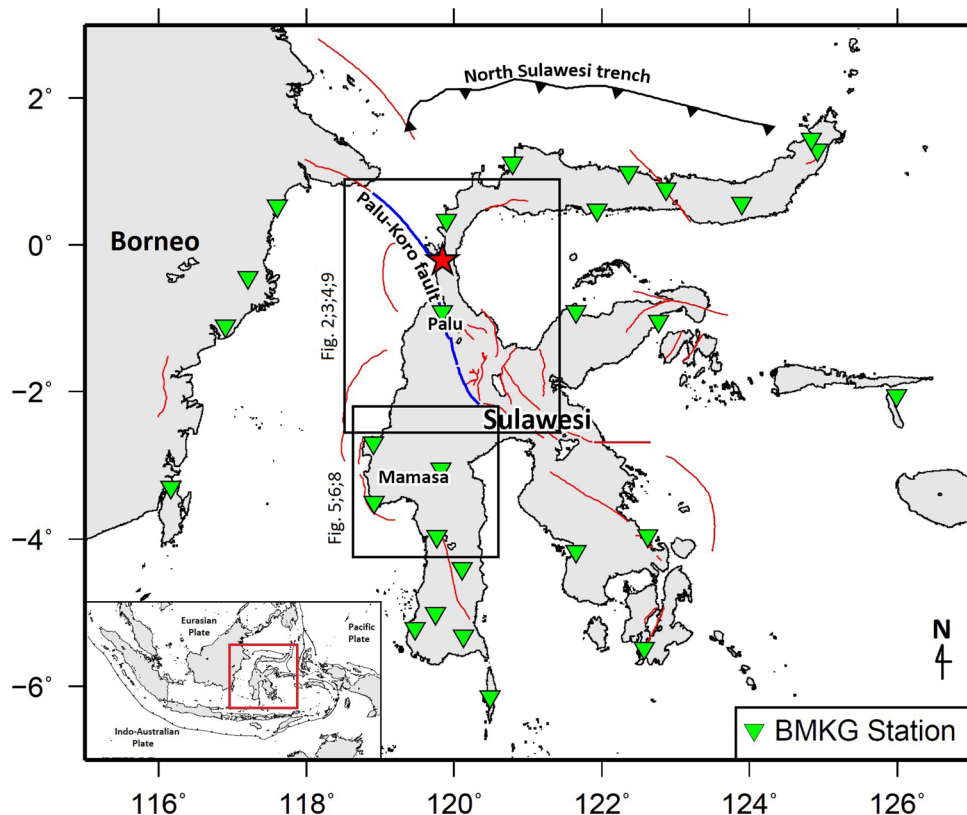 North Sulawesi trench
2°
Palu-Koro fault
0°
Borneo
Fig. 2;3;4;9
Palu
−2°
Sulawesi
Mamasa
Fig. 5;6;8
−4°
Eurasian
Plate
Pacific
Plate
N
−6°
Indo-Australian
Plate
BMKG Station
116°
118°
120°
122°
124°
126°